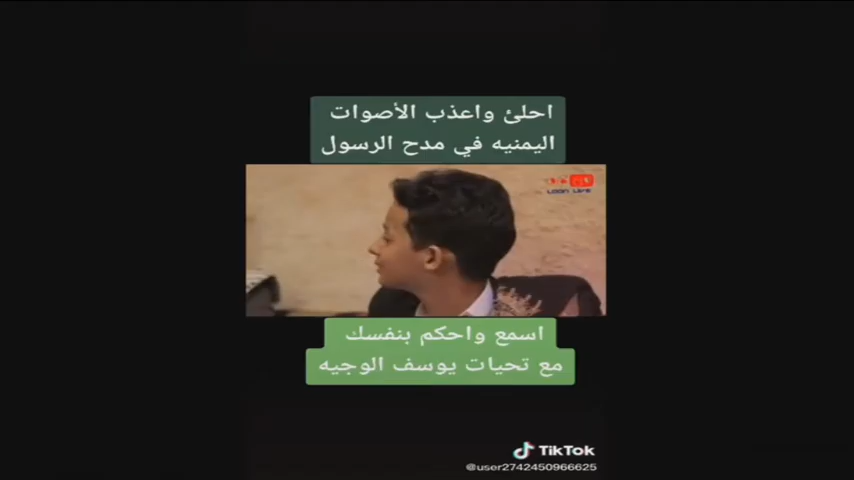 احلئ واعذب الأصوات
اليمنيه في مدح الرسول
اسمع واحكم بنفسك
مع تحيات يوسف الوجيه
TikTok
@user2742450966625